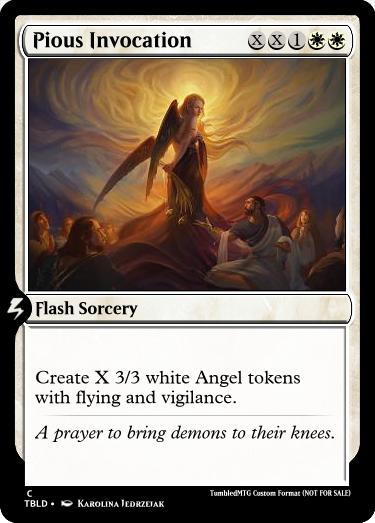 Pious Invocation XX1
Flash Sorcery
Create X 3/3 white Angel tokens
with flying and vigilance.
A prayer to bring demons to their knees.
C
TBLD • Karolina Jedrzejak
TumbledMTG Custom Format (NOT FOR SALE)